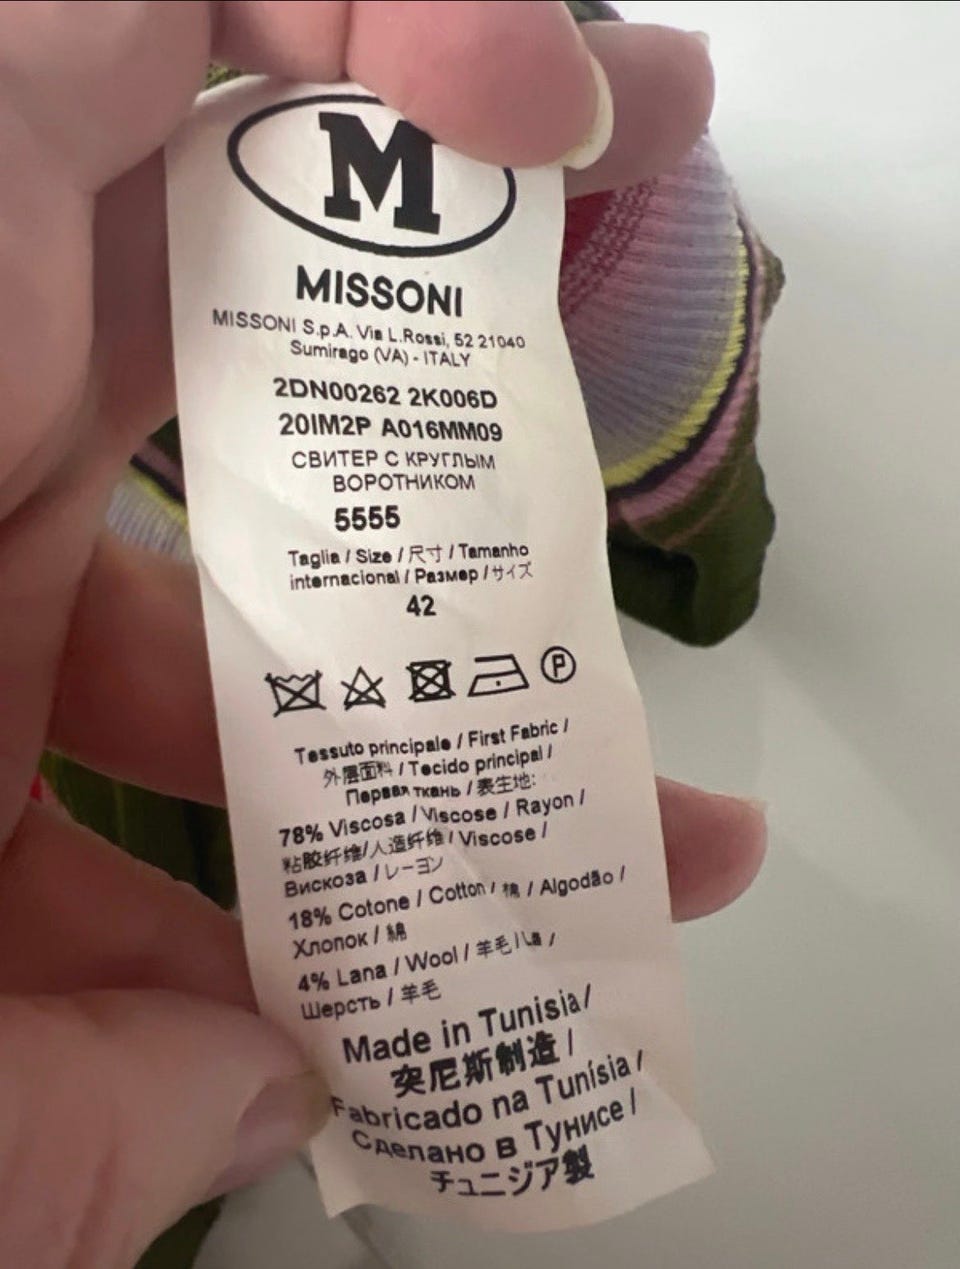 M
MISSONI
MISSONI S.p.A. Via L.Rossi, 52 21040
Sumirago (VA) - ITALY
2DN00262 2K006D
20IM2P A016MM09
СВИТЕР С КРУГЛЫМ
ВОРОТНИКОМ
5555
Taglia / Size / 尺寸 / Tamanho
internacional / Размер / サイズ
42
P
Tessuto principale / First Fabric /
外层面料 / Tecido principal /
Первая ткань / 表生地:
78% Viscosa / Viscose / Rayon /
粘胶纤维/人造纤维 / Viscose /
Вискоза / レーヨン
18% Cotone / Cotton / 棉 / Algodão /
Хлопок / 綿
4% Lana / Wool / 羊毛 / Lã /
Шерсть / 羊毛
Made in Tunisia/
突尼斯制造 /
Fabricado na Tunísia /
Сделано в Тунисе /
チュニジア製